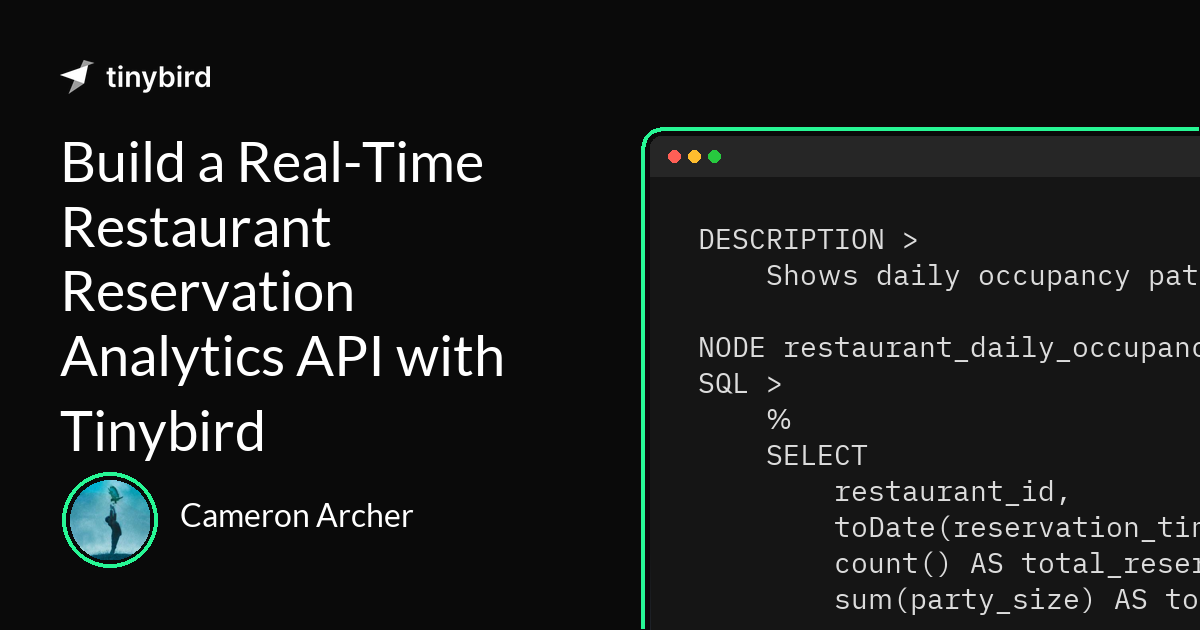 tinybird
Build a Real-Time
Restaurant
Reservation
Analytics API with
Tinybird
Cameron Archer
DESCRIPTION >
Shows daily occupancy pat
NODE restaurant_daily_occupanc
SQL >
%
SELECT
restaurant_id,
toDate(reservation_tim
count() AS total_reser
sum(party_size) AS to